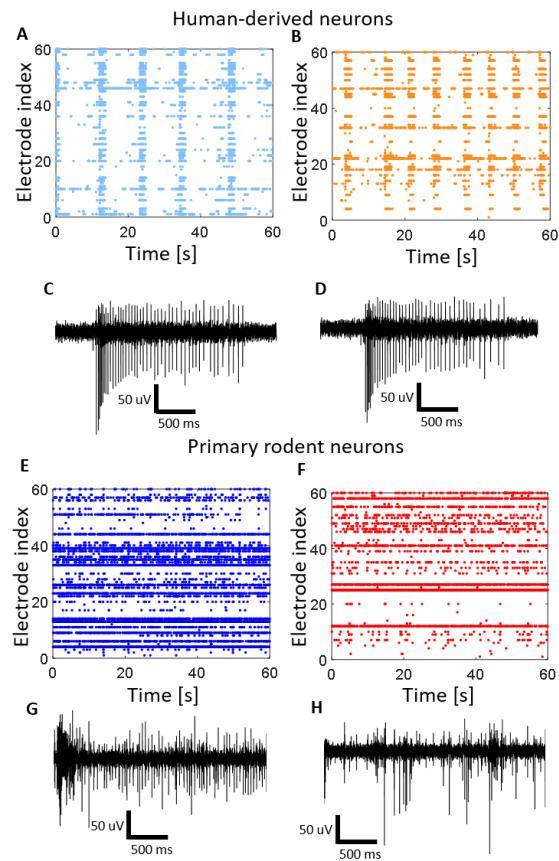 Human-derived neurons
A
B
Electrode index
60
40
20
0
0 20 40 60
Time [s]
Electrode index
60
40
20
0
0 20 40 60
Time [s]
C
50 uV
500 ms
D
50 uV
500 ms
Primary rodent neurons
E
F
Electrode index
60
40
20
0
0 20 40 60
Time [s]
Electrode index
60
40
20
0
0 20 40 60
Time [s]
G
50 uV
500 ms
H
50 uV
500 ms